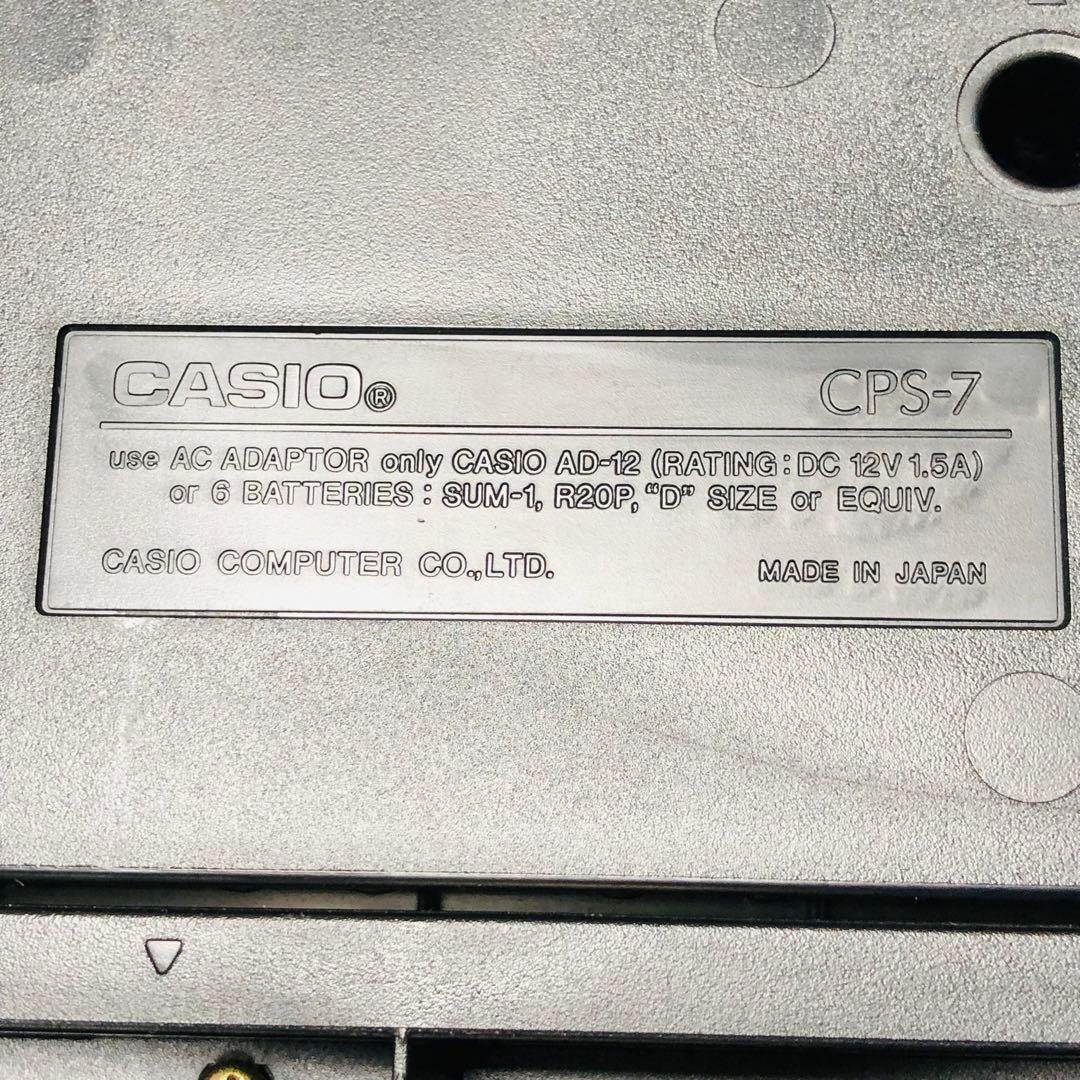 CASIO® CPS-7
use AC ADAPTOR only CASIO AD-12 (RATING : DC 12V 1.5A)
or 6 BATTERIES : SUM-1, R20P, “D” SIZE or EQUIV.
CASIO COMPUTER CO.,LTD. MADE IN JAPAN